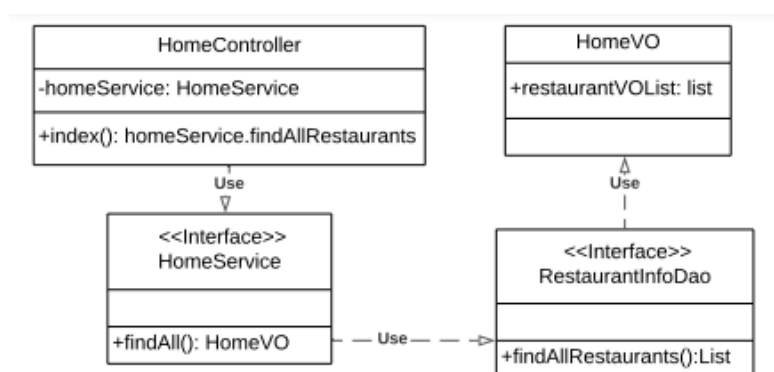 HomeController
-homeService: HomeService
+index(): homeService.findAllRestaurants
HomeVO
+restaurantVOList: list
Use
Use
<<Interface>>
HomeService
+findAll(): HomeVO
Use
<<Interface>>
RestaurantInfoDao
+findAllRestaurants():List